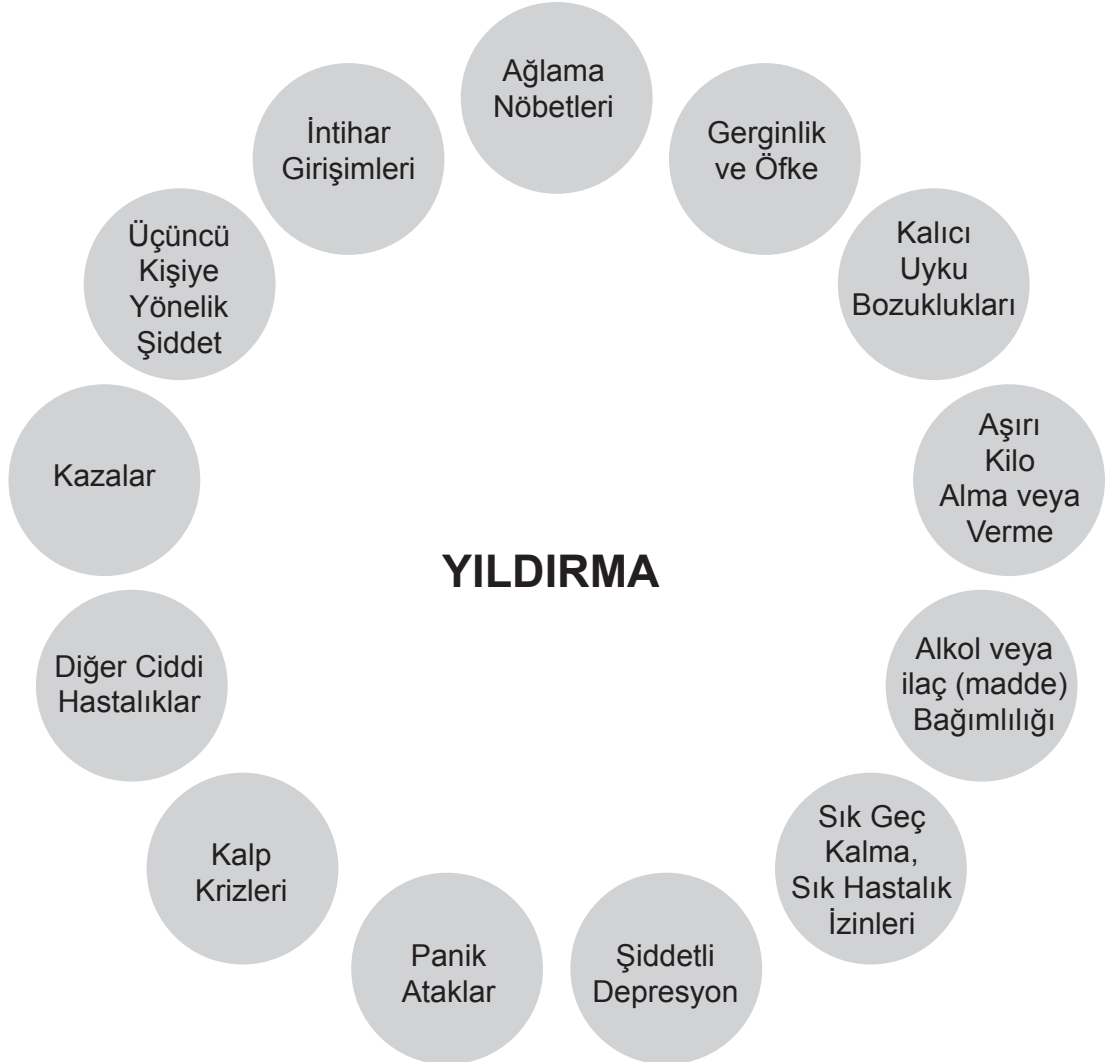 Ağlama
Nöbetleri
Gerginlik
ve Öfke
Kalıcı
Uyku
Bozuklukları
Aşırı
Kilo
Alma veya
Verme
Alkol veya
ilaç (madde)
Bağımlılığı
Sık Geç
Kalma,
Sık Hastalık
İzinleri
Şiddetli
Depresyon
Panik
Ataklar
Kalp
Krizleri
Diğer Ciddi
Hastalıklar
Kazalar
Üçüncü
Kişiye
Yönelik
Şiddet
İntihar
Girişimleri
YILDIRMA